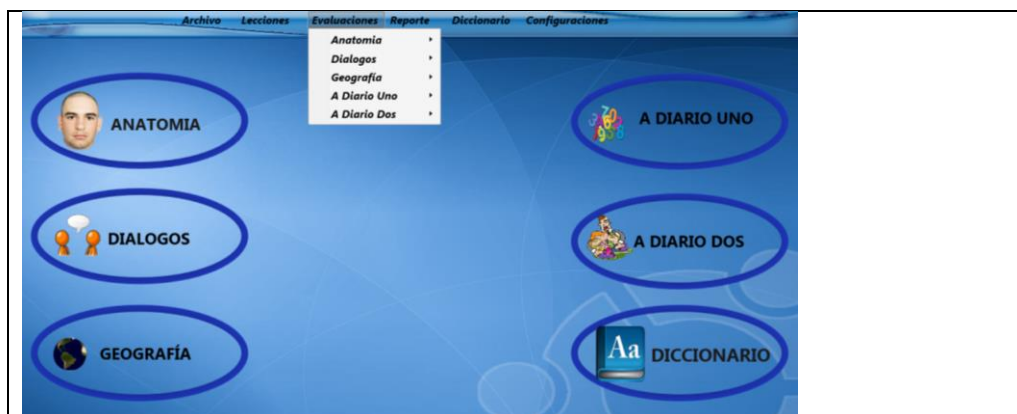 Archivo Lecciones Evaluaciones Reporte Diccionario Configuraciones
Anatomia
Dialogos
Geografía
A Diario Uno
A Diario Dos
ANATOMIA
A DIARIO UNO
DIALOGOS
A DIARIO DOS
GEOGRAFÍA
Aa DICCIONARIO